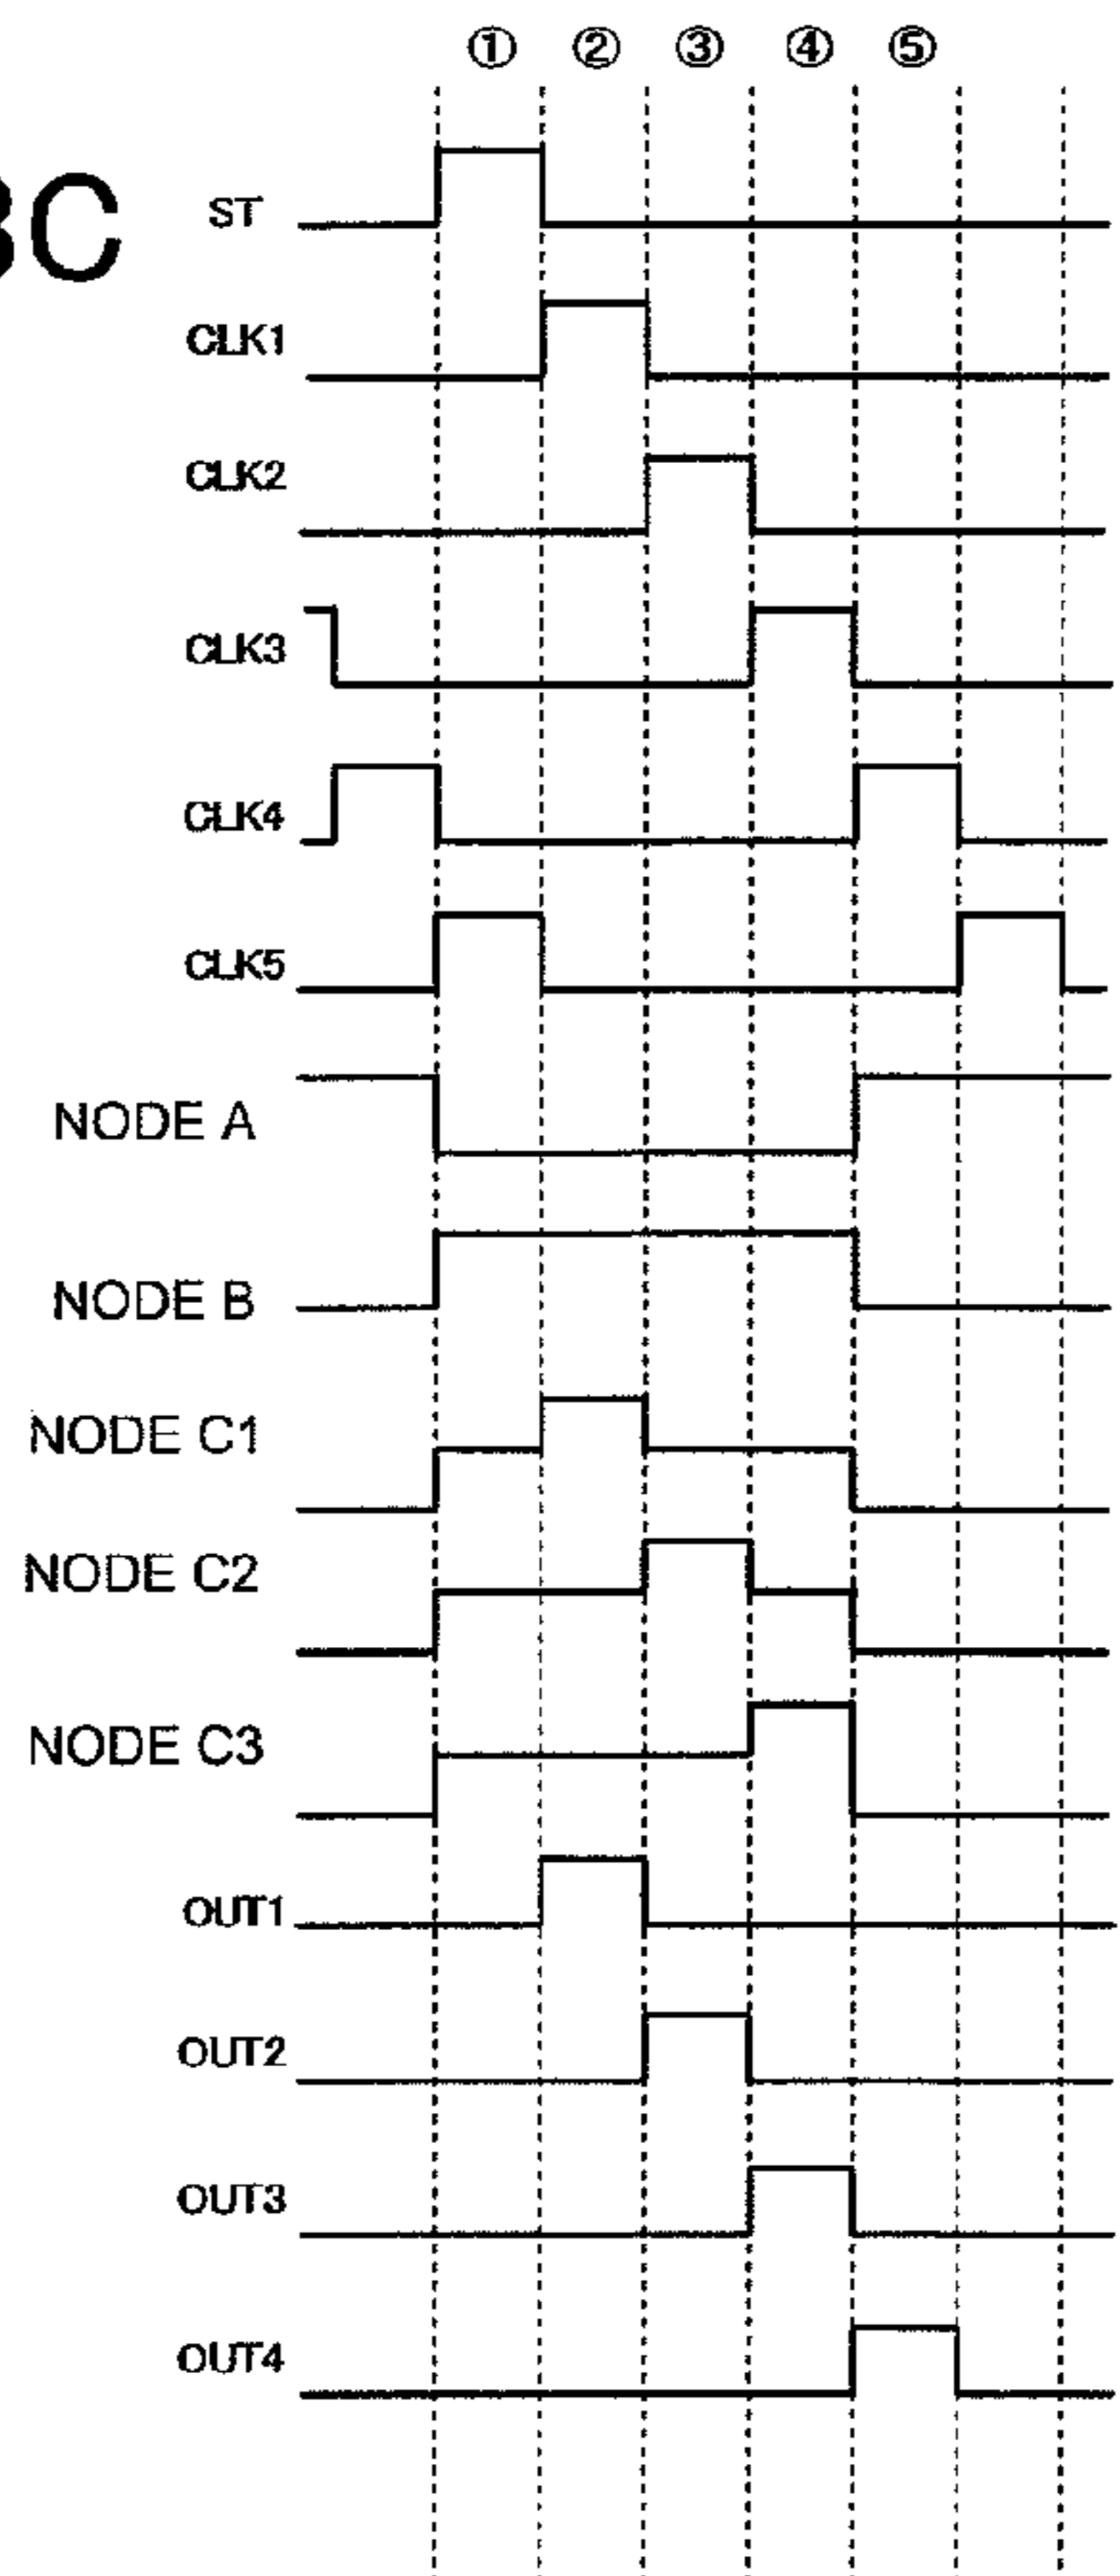 ① ② ③ ④ ⑤
ST
CLK1
CLK2
CLK3
CLK4
CLK5
NODE A
NODE B
NODE C1
NODE C2
NODE C3
OUT1
OUT2
OUT3
OUT4